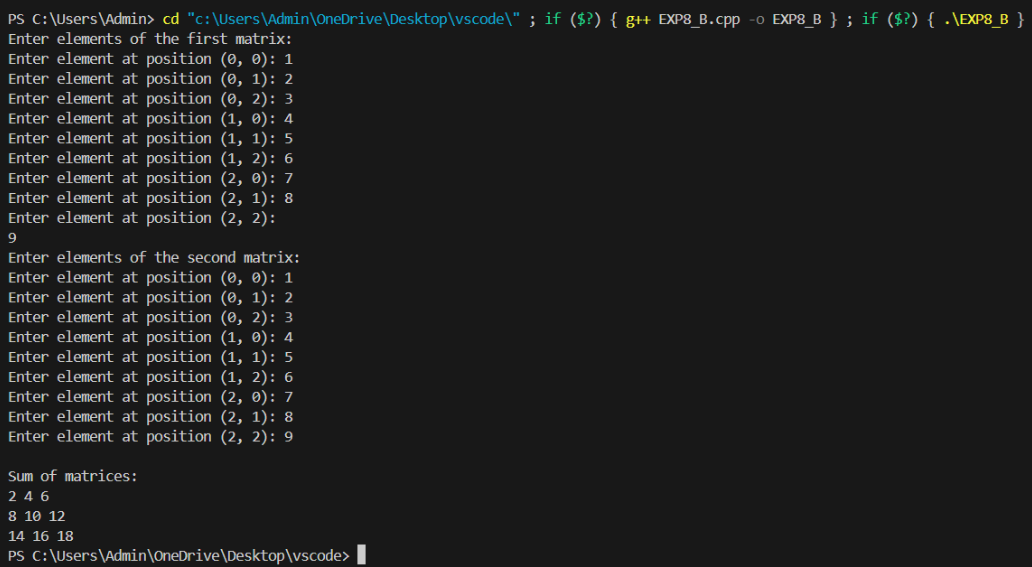 PS C:\Users\Admin> cd "c:\Users\Admin\OneDrive\Desktop\vscode\" ; if ($?) { g++ EXP8_B.cpp -o EXP8_B } ; if ($?) { .\EXP8_B }
Enter elements of the first matrix:
Enter element at position (0, 0): 1
Enter element at position (0, 1): 2
Enter element at position (0, 2): 3
Enter element at position (1, 0): 4
Enter element at position (1, 1): 5
Enter element at position (1, 2): 6
Enter element at position (2, 0): 7
Enter element at position (2, 1): 8
Enter element at position (2, 2):
9
Enter elements of the second matrix:
Enter element at position (0, 0): 1
Enter element at position (0, 1): 2
Enter element at position (0, 2): 3
Enter element at position (1, 0): 4
Enter element at position (1, 1): 5
Enter element at position (1, 2): 6
Enter element at position (2, 0): 7
Enter element at position (2, 1): 8
Enter element at position (2, 2): 9
Sum of matrices:
2 4 6
8 10 12
14 16 18
PS C:\Users\Admin\OneDrive\Desktop\vscode>